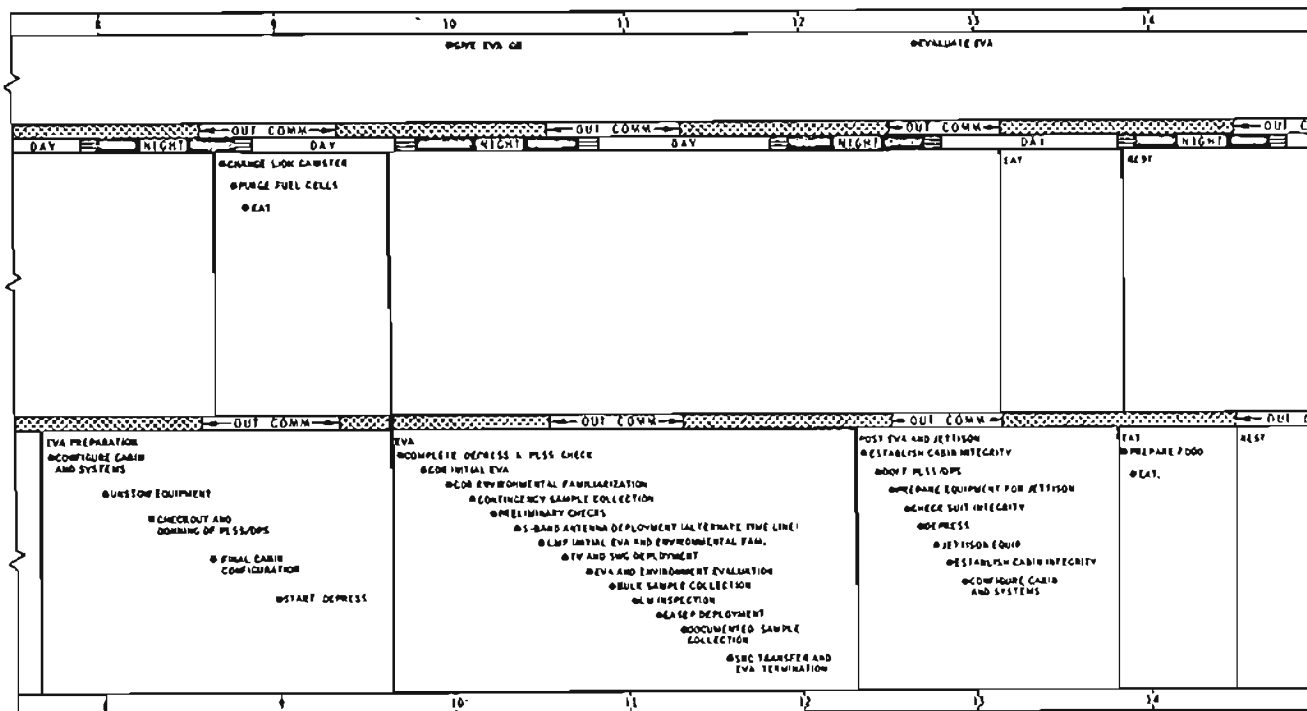 8 9 10 11 12 13 14
●GIVE EVA GO ●EVALUATE EVA
OUT COMM OUT COMM OUT COMM OUT
DAY NIGHT DAY NIGHT DAY NIGHT DAY NIGHT
●CHANGE LIOH CANISTER
●PURGE FUEL CELLS
●EAT
EAT
REST
OUT COMM OUT COMM OUT COMM OUT
EVA PREPARATION
●CONFIGURE CABIN
AND SYSTEMS
●UNSTOW EQUIPMENT
●CHECKOUT AND
DONNING OF PLSS/OPS
●FINAL CABIN
CONFIGURATION
●START DEPRESS
EVA
●COMPLETE DEPRESS & PLSS CHECK
●CDR INITIAL EVA
●CDR ENVIRONMENTAL FAMILIARIZATION
●CONTINGENCY SAMPLE COLLECTION
●PRELIMINARY CHECKS
●S-BAND ANTENNA DEPLOYMENT (ALTERNATE TIME LINE)
●LMP INITIAL EVA AND ENVIRONMENTAL FAM.
●TV AND SWC DEPLOYMENT
●EVA AND ENVIRONMENT EVALUATION
●BULK SAMPLE COLLECTION
●LM INSPECTION
●EASEP DEPLOYMENT
●DOCUMENTED SAMPLE
COLLECTION
●SRC TRANSFER AND
EVA TERMINATION
POST EVA AND JETTISON
●ESTABLISH CABIN INTEGRITY
●DOFF PLSS/OPS
●PREPARE EQUIPMENT FOR JETTISON
●CHECK SUIT INTEGRITY
●DEPRESS
●JETTISON EQUIP
●ESTABLISH CABIN INTEGRITY
●CONFIGURE CABIN
AND SYSTEMS
EAT
●PREPARE FOOD
●EAT.
REST
8 9 10 11 12 13 14